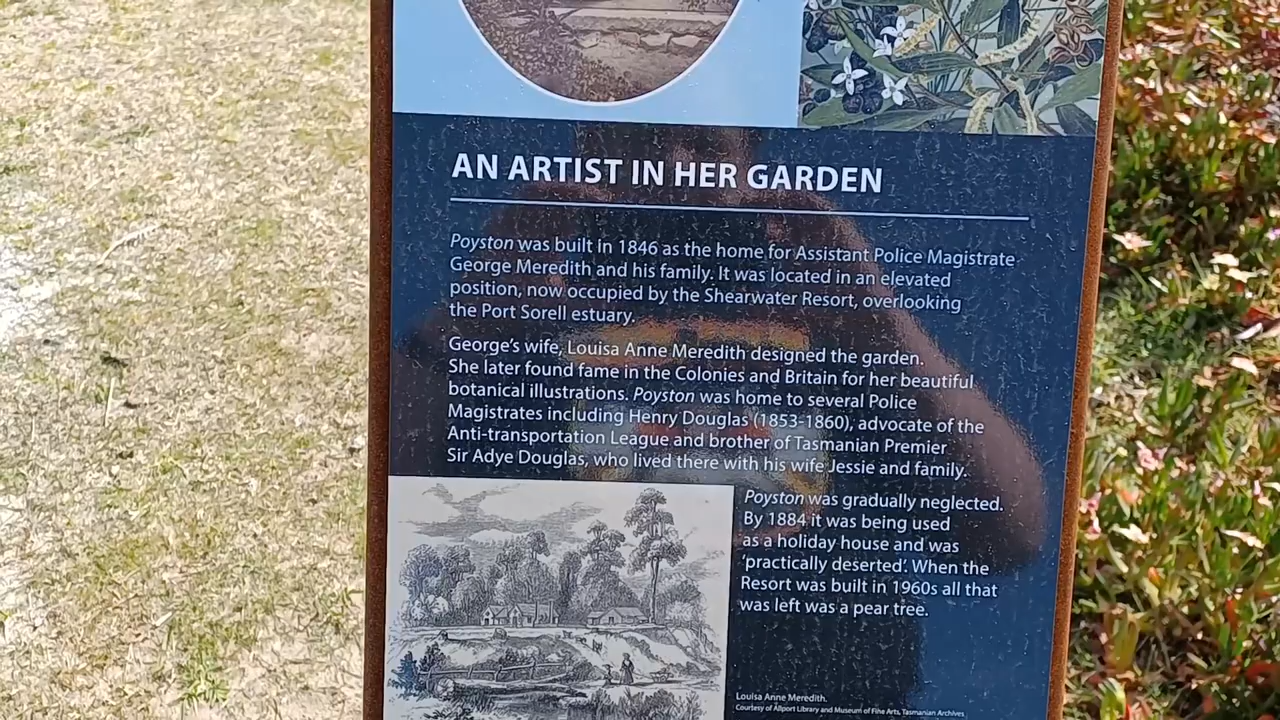 AN ARTIST IN HER GARDEN
Poyston was built in 1846 as the home for Assistant Police Magistrate
George Meredith and his family. It was located in an elevated
position, now occupied by the Shearwater Resort, overlooking
the Port Sorell estuary.
George's wife, Louisa Anne Meredith designed the garden.
She later found fame in the Colonies and Britain for her beautiful
botanical illustrations. Poyston was home to several Police
Magistrates including Henry Douglas (1853-1860), advocate of the
Anti-transportation League and brother of Tasmanian Premier
Sir Adye Douglas, who lived there with his wife Jessie and family.
Poyston was gradually neglected.
By 1884 it was being used
as a holiday house and was
'practically deserted'. When the
Resort was built in 1960s all that
was left was a pear tree.
Louisa Anne Meredith.
Courtesy of Allport Library and Museum of Fine Arts, Tasmanian Archives